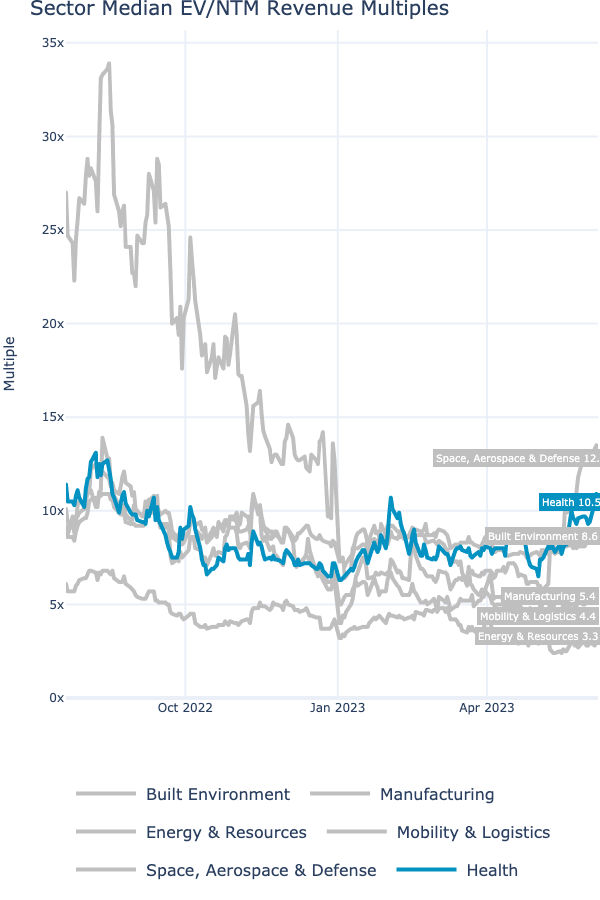 Sector Median EV/NTM Revenue Multiples
35x
30x
25x
20x
15x
10x
5x
0x
Multiple
Space, Aerospace & Defense 12.
Health 10.5
Built Environment 8.6
Manufacturing 5.4
Mobility & Logistics 4.4
Energy & Resources 3.3
Oct 2022
Jan 2023
Apr 2023
Built Environment
Manufacturing
Energy & Resources
Mobility & Logistics
Space, Aerospace & Defense
Health